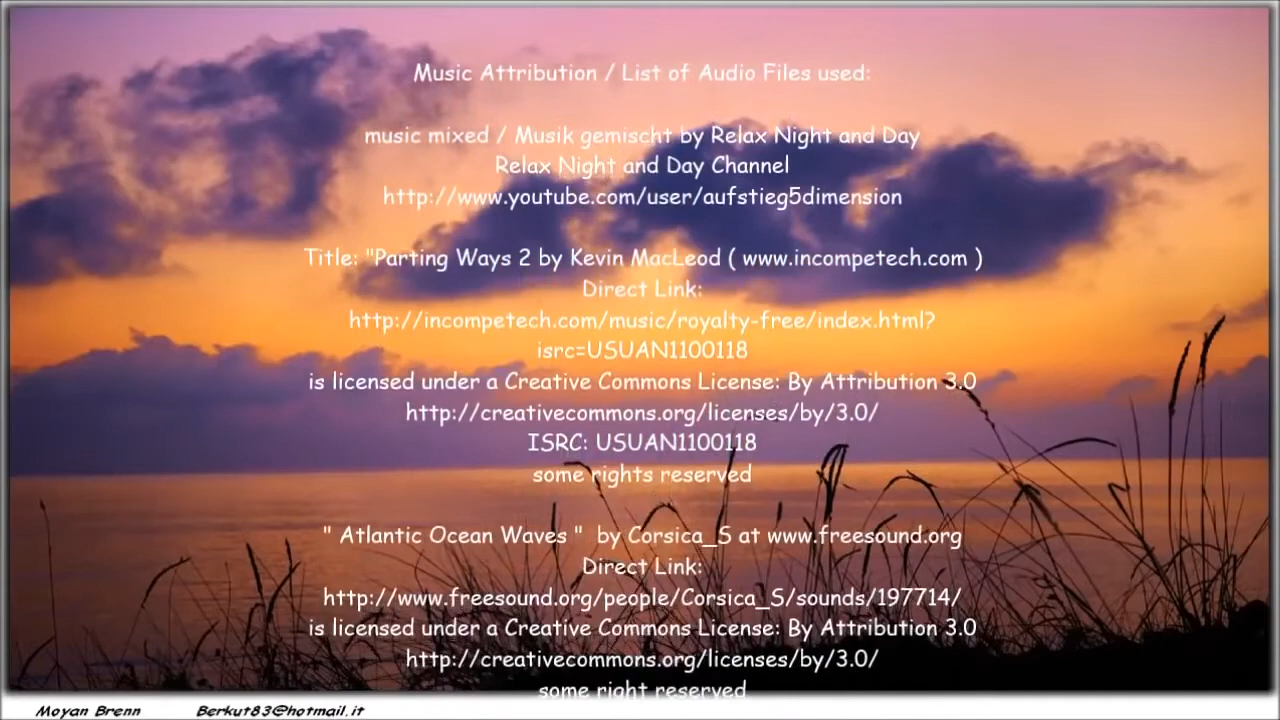 Music Attribution / List of Audio Files used:
music mixed / Musik gemischt by Relax Night and Day
Relax Night and Day Channel
http://www.youtube.com/user/aufstieg5dimension
Title: "Parting Ways 2 by Kevin MacLeod ( www.incompetech.com )
Direct Link:
http://incompetech.com/music/royalty-free/index.html?
isrc=USUAN1100118
is licensed under a Creative Commons License: By Attribution 3.0
http://creativecommons.org/licenses/by/3.0/
ISRC: USUAN1100118
some rights reserved
" Atlantic Ocean Waves "  by Corsica_S at www.freesound.org
Direct Link:
http://www.freesound.org/people/Corsica_S/sounds/197714/
is licensed under a Creative Commons License: By Attribution 3.0
http://creativecommons.org/licenses/by/3.0/
some right reserved
Moyan Brenn Berkut83@hotmail.it